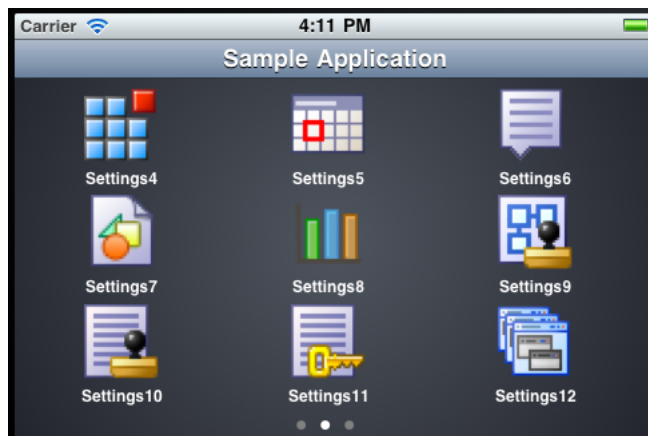 Carrier 4:11 PM
Sample Application
Settings4 Settings5 Settings6
Settings7 Settings8 Settings9
Settings10 Settings11 Settings12